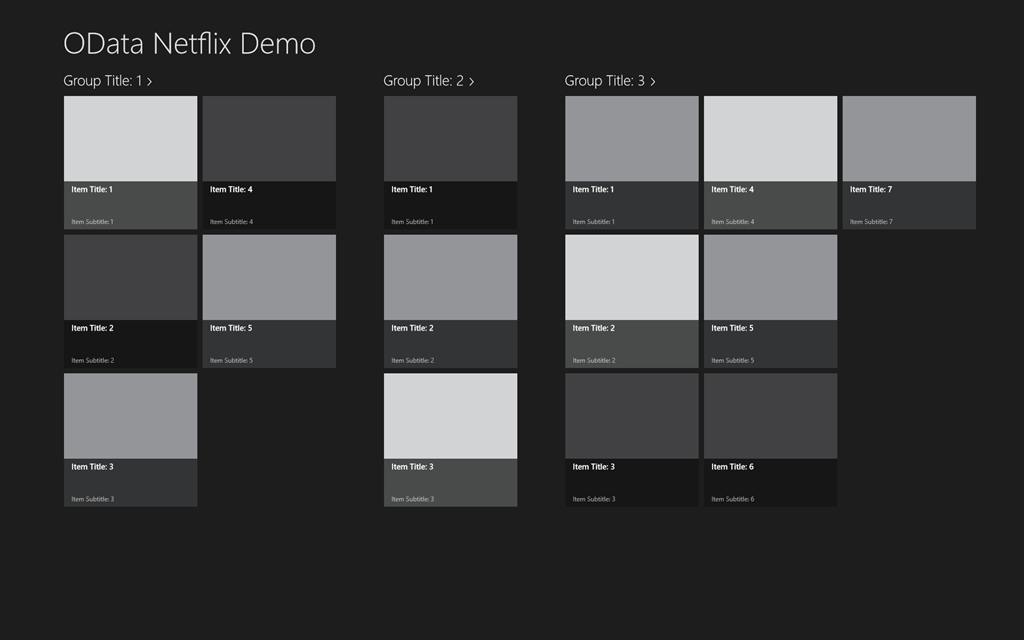 OData Netflix Demo
Group Title: 1 >
Item Title: 1
Item Subtitle: 1
Item Title: 2
Item Subtitle: 2
Item Title: 3
Item Subtitle: 3
Item Title: 4
Item Subtitle: 4
Item Title: 5
Item Subtitle: 5
Group Title: 2 >
Item Title: 1
Item Subtitle: 1
Item Title: 2
Item Subtitle: 2
Item Title: 3
Item Subtitle: 3
Group Title: 3 >
Item Title: 1
Item Subtitle: 1
Item Title: 2
Item Subtitle: 2
Item Title: 3
Item Subtitle: 3
Item Title: 4
Item Subtitle: 4
Item Title: 5
Item Subtitle: 5
Item Title: 6
Item Subtitle: 6
Item Title: 7
Item Subtitle: 7